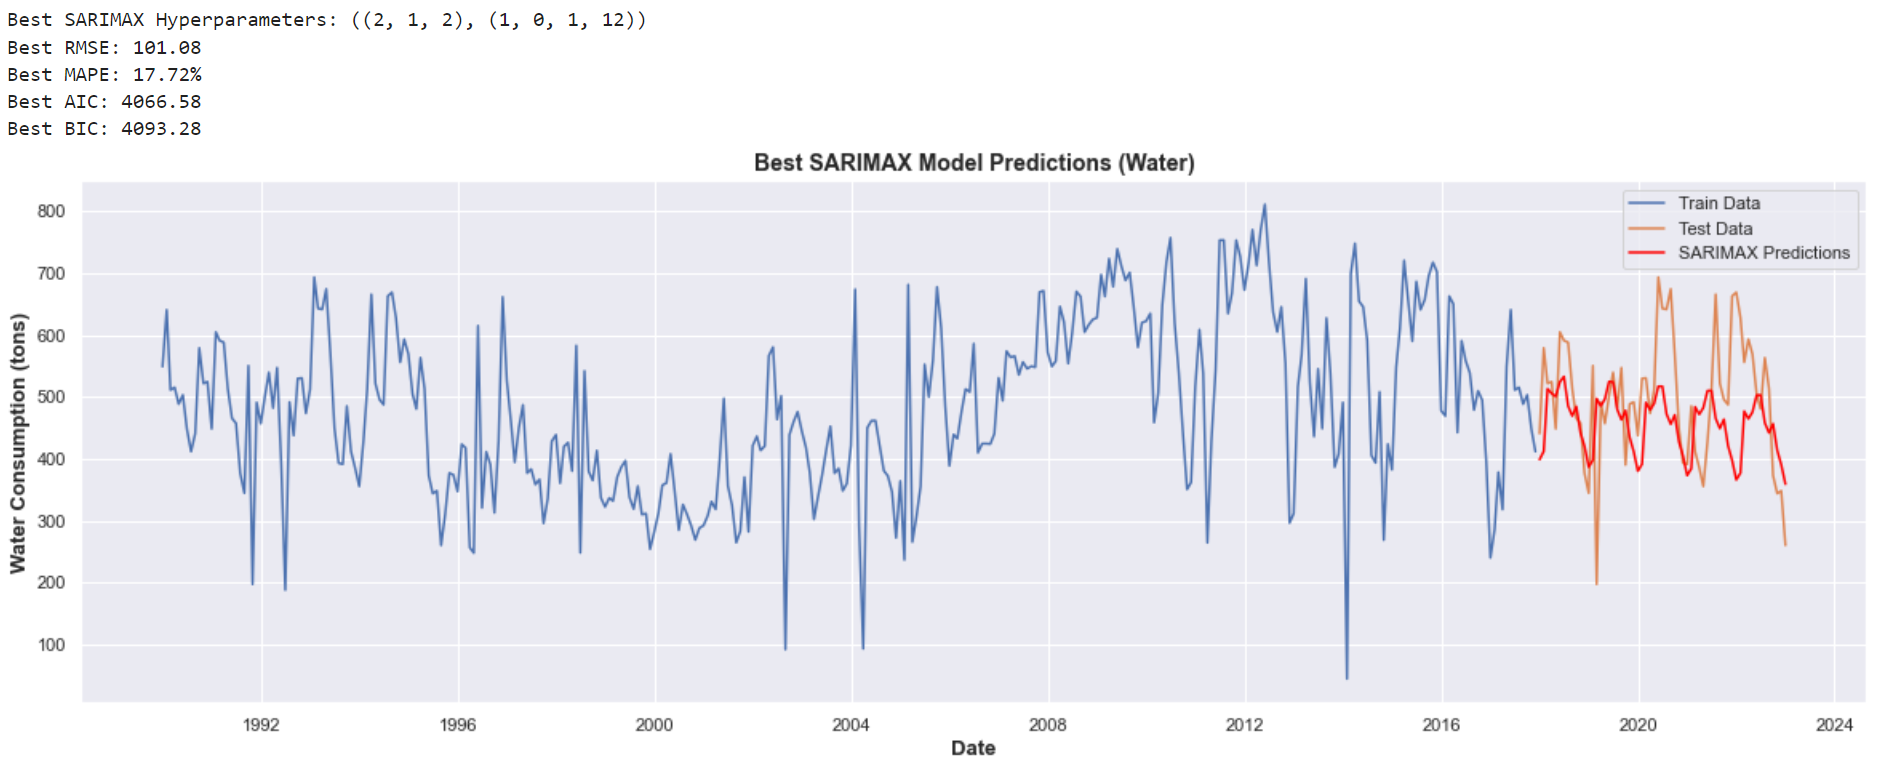 Best SARIMAX Hyperparameters: ((2, 1, 2), (1, 0, 1, 12))
Best RMSE: 101.08
Best MAPE: 17.72%
Best AIC: 4066.58
Best BIC: 4093.28
Best SARIMAX Model Predictions (Water)
Train Data
Test Data
SARIMAX Predictions
Water Consumption (tons)
800
700
600
500
400
300
200
100
1992
1996
2000
2004
2008
2012
2016
2020
2024
Date